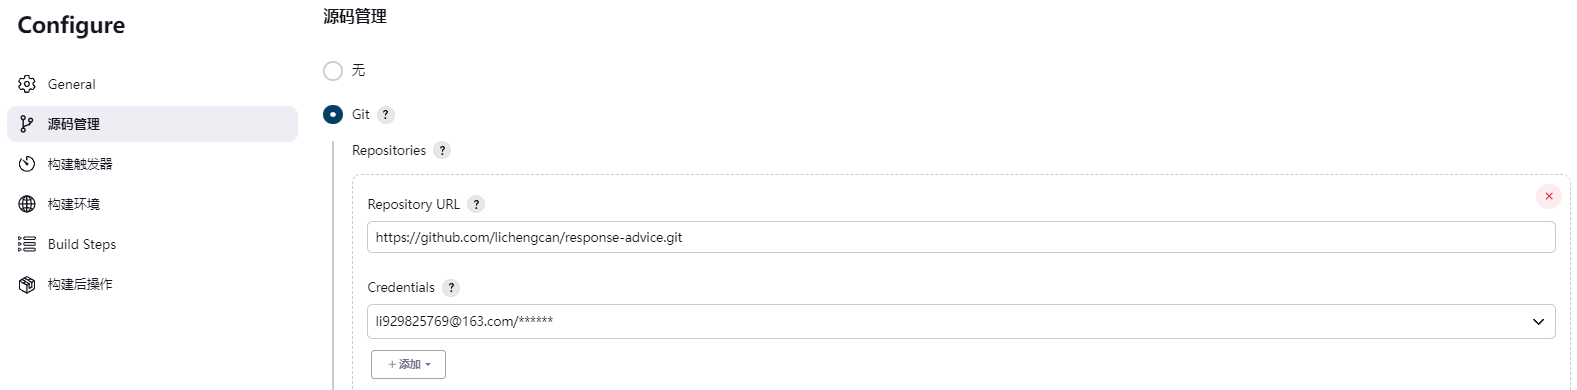 Configure
General
源码管理
构建触发器
构建环境
Build Steps
构建后操作
源码管理
无
Git ?
Repositories ?
Repository URL ?
https://github.com/lichengcan/response-advice.git
Credentials ?
li929825769@163.com/******
+ 添加